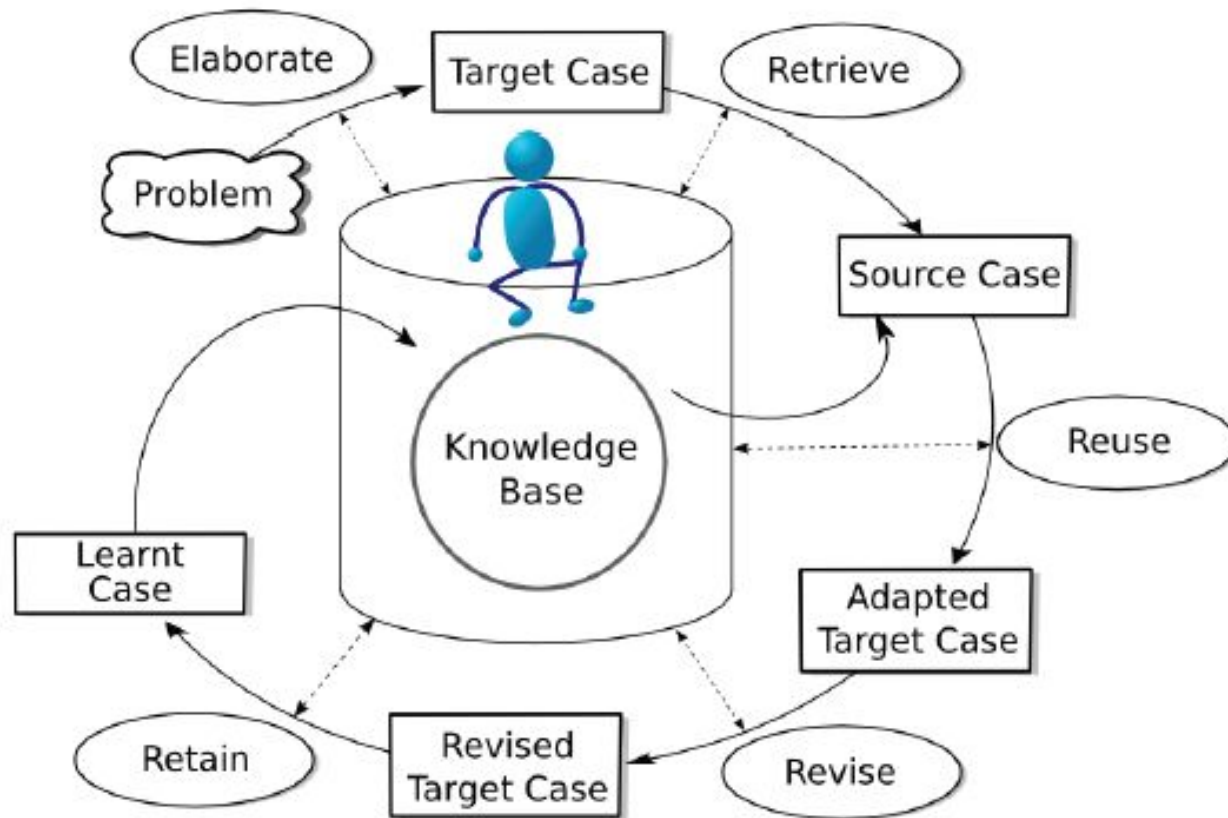 Elaborate
Target Case
Retrieve
Problem
Source Case
Knowledge
Base
Reuse
Learnt
Case
Adapted
Target Case
Retain
Revised
Target Case
Revise